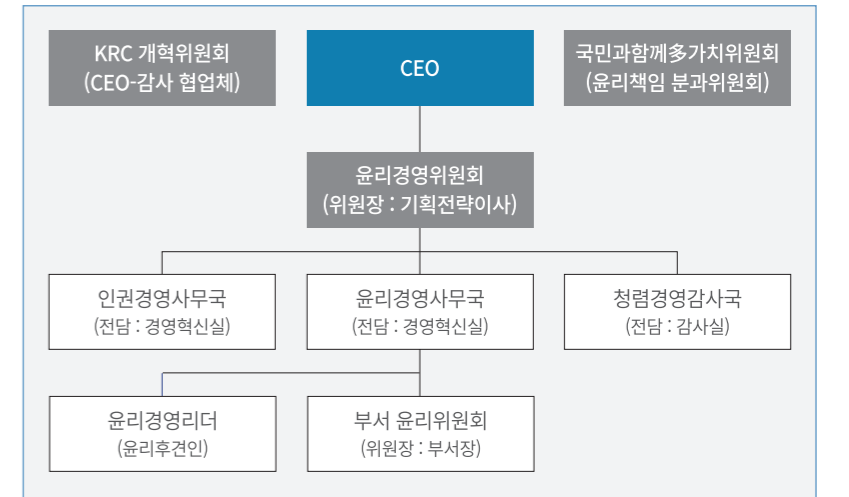 KRC 개혁위원회
(CEO-감사 협업체)
CEO
국민과함께多가치위원회
(윤리책임 분과위원회)
윤리경영위원회
(위원장 : 기획전략이사)
인권경영사무국
(전담 : 경영혁신실)
윤리경영사무국
(전담 : 경영혁신실)
청렴경영감사국
(전담 : 감사실)
윤리경영리더
(윤리후견인)
부서 윤리위원회
(위원장 : 부서장)